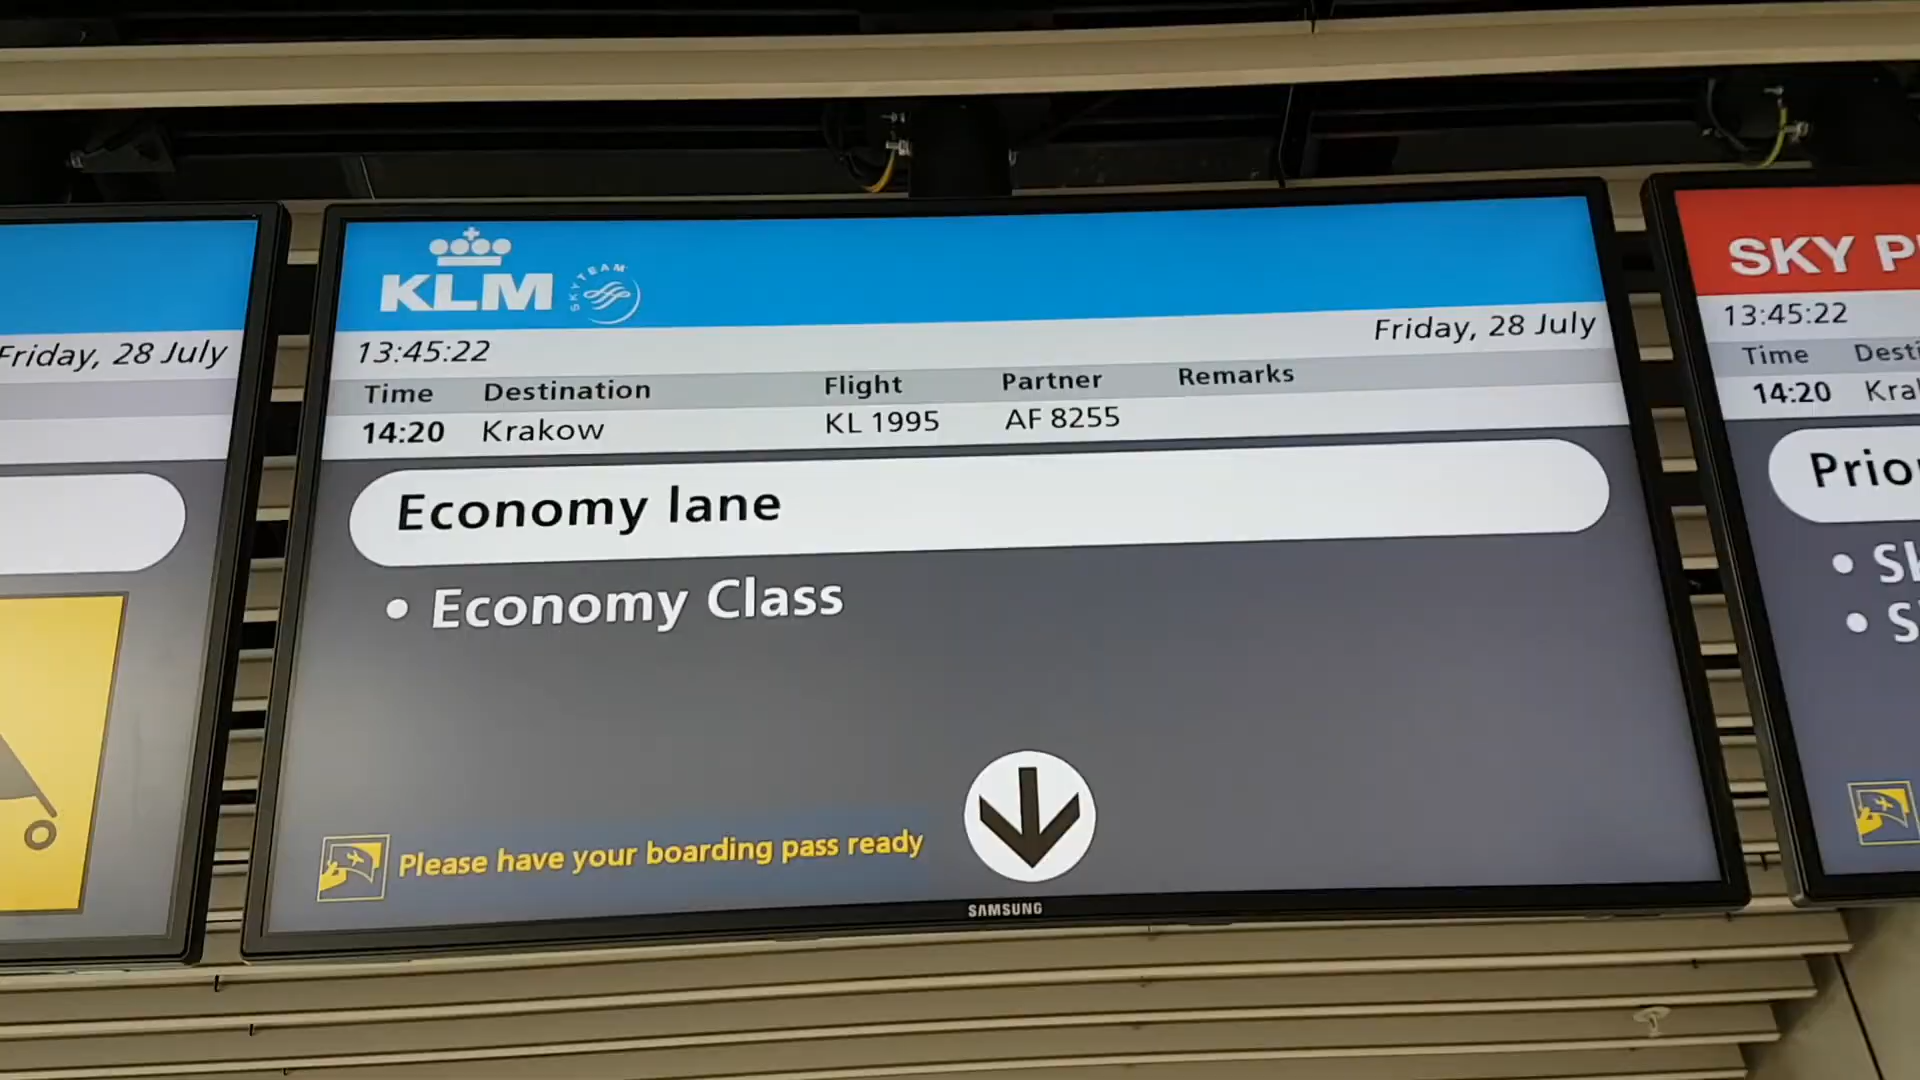 Friday, 28 July
KLM SKYTEAM
13:45:22 Friday, 28 July
Time Destination Flight Partner Remarks
14:20 Krakow KL 1995 AF 8255
Economy lane
• Economy Class
Please have your boarding pass ready
SAMSUNG
SKY
13:45:22
Time
14:20